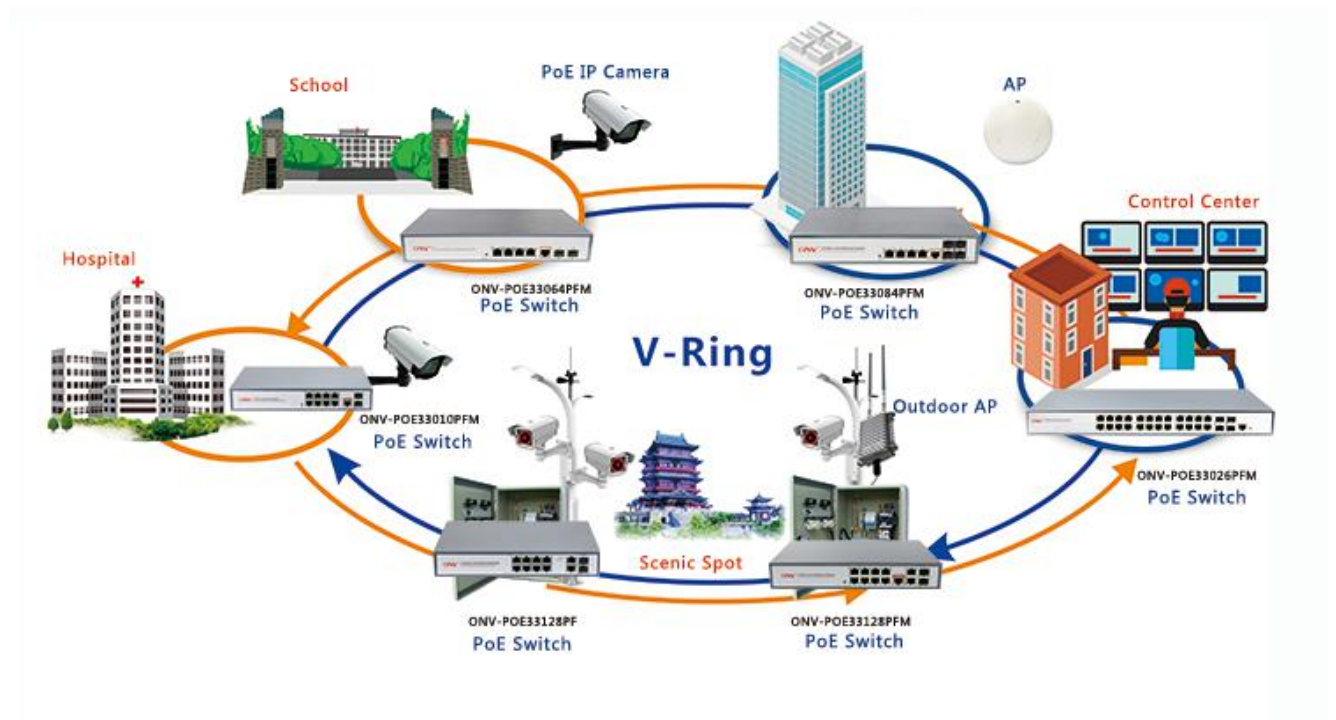 School
PoE IP Camera
AP
Control Center
Hospital
ONV-POE33064PFM
PoE Switch
ONV-POE33084PFM
PoE Switch
V-Ring
ONV-POE33010PFM
PoE Switch
Outdoor AP
ONV-POE33026PFM
PoE Switch
Scenic Spot
ONV-POE33128PF
PoE Switch
ONV-POE33128PFM
PoE Switch